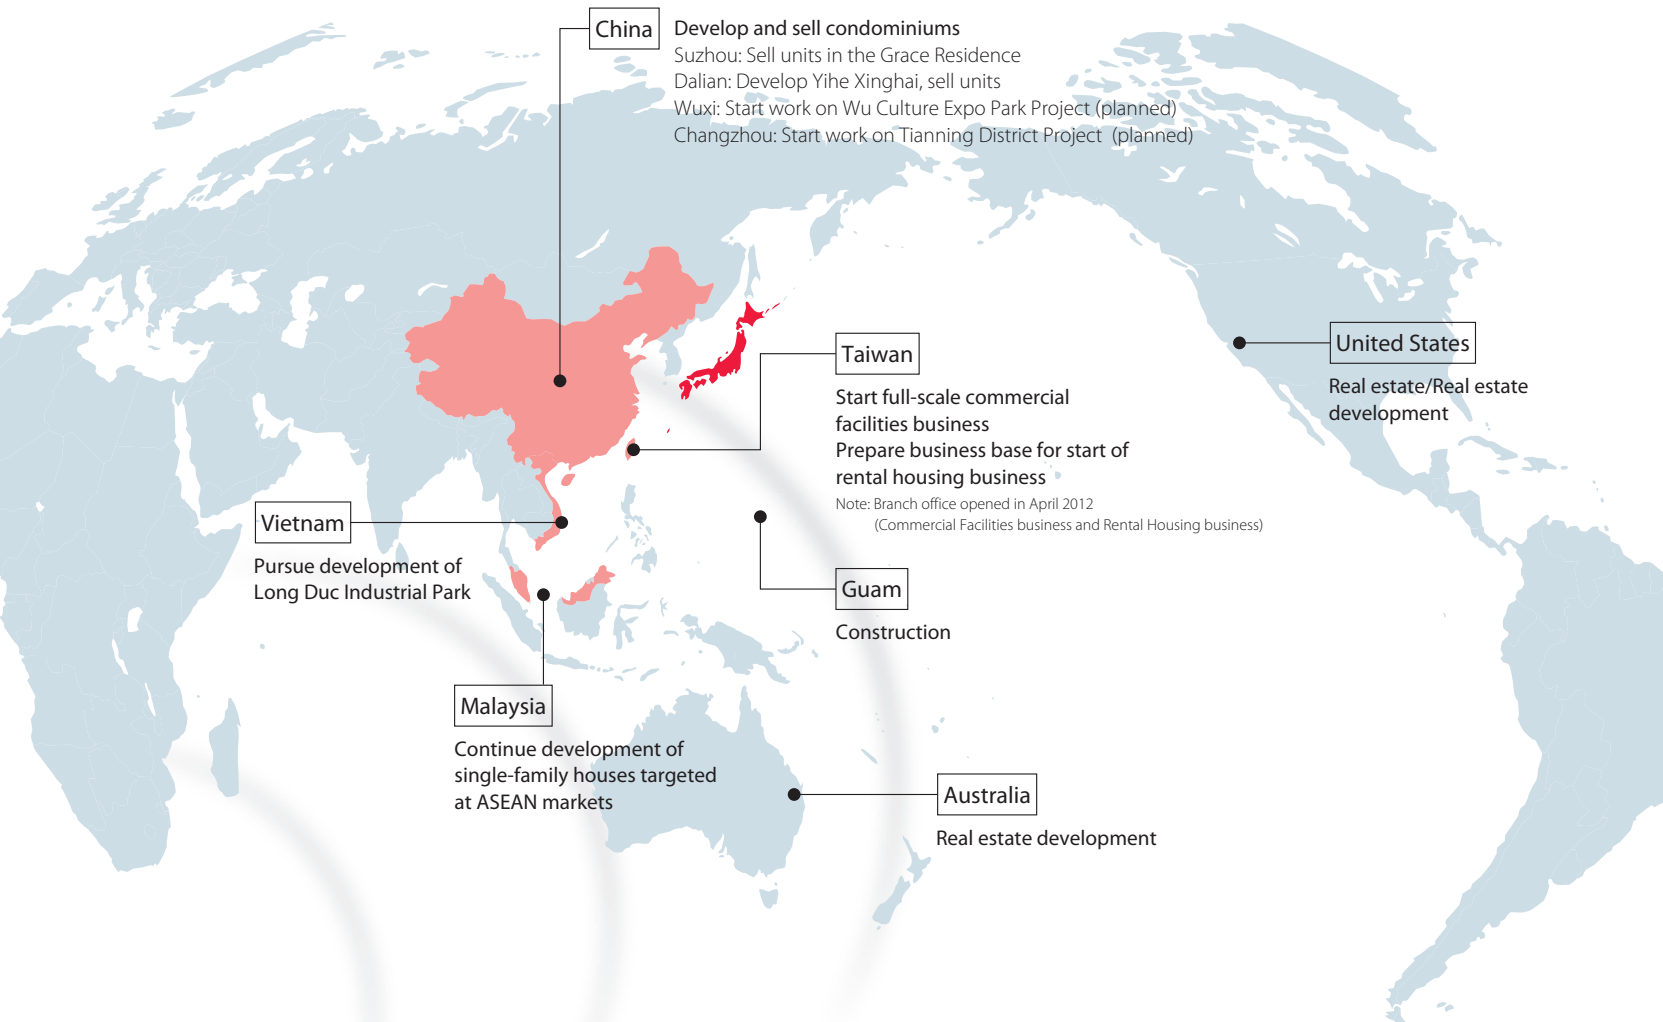 China
Develop and sell condominiums
Suzhou: Sell units in the Grace Residence
Dalian: Develop Yihe Xinghai, sell units
Wuxi: Start work on Wu Culture Expo Park Project (planned)
Changzhou: Start work on Tianning District Project (planned)
Taiwan
Start full-scale commercial
facilities business
Prepare business base for start of
rental housing business
Note: Branch office opened in April 2012
(Commercial Facilities business and Rental Housing business)
United States
Real estate/Real estate
development
Vietnam
Pursue development of
Long Duc Industrial Park
Guam
Construction
Malaysia
Continue development of
single-family houses targeted
at ASEAN markets
Australia
Real estate development